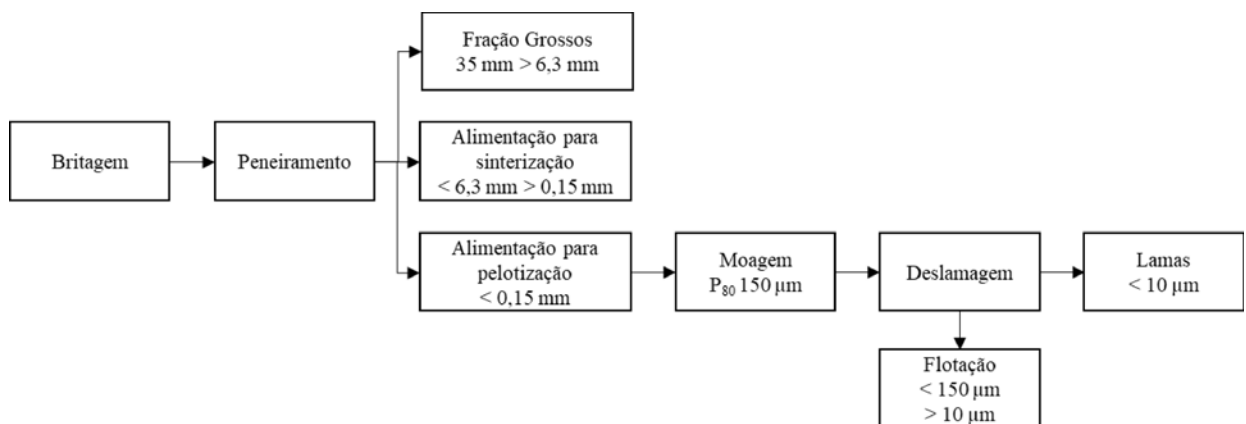 Fração Grossos
35 mm > 6,3 mm
Britagem
Peneiramento
Alimentação para
sinterização
< 6,3 mm > 0,15 mm
Alimentação para
pelotização
< 0,15 mm
Moagem
P80 150 µm
Deslamagem
Lamas
< 10 µm
Flotação
< 150 µm
> 10 µm